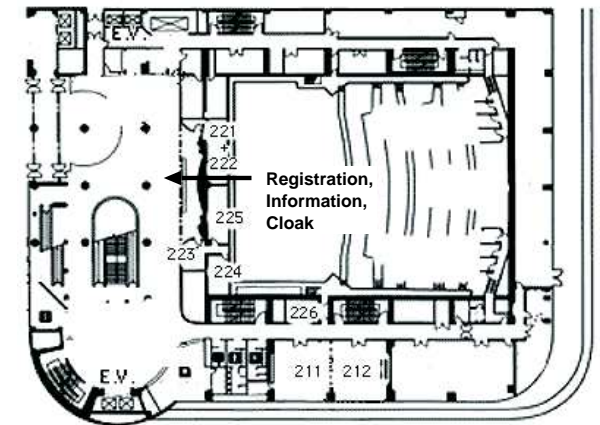 E.V.
221
222
Registration,
Information,
Cloak
225
223
224
226
211
212
E.V.